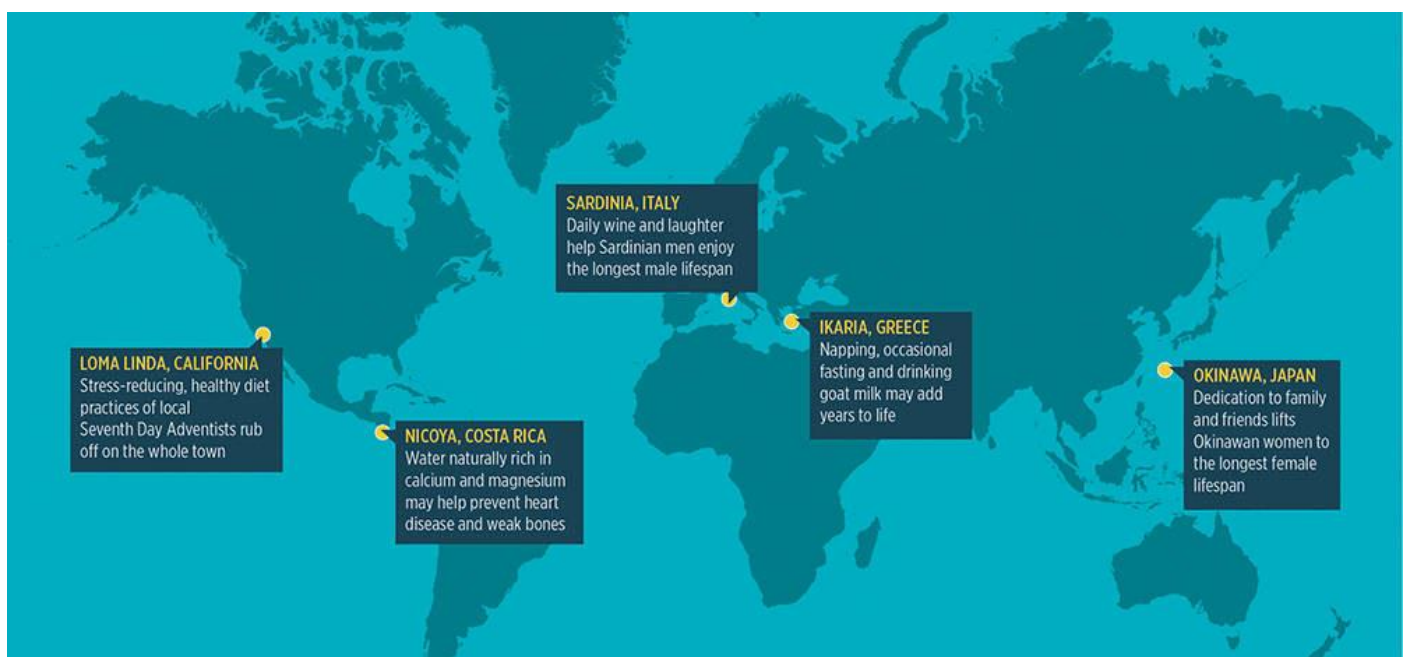 SARDINIA, ITALY
Daily wine and laughter
help Sardinian men enjoy
the longest male lifespan
IKARIA, GREECE
Napping, occasional
fasting and drinking
goat milk may add
years to life
LOMA LINDA, CALIFORNIA
Stress-reducing, healthy diet
practices of local
Seventh Day Adventists rub
off on the whole town
OKINAWA, JAPAN
Dedication to family
and friends lifts
Okinawan women to
the longest female
lifespan
NICOYA, COSTA RICA
Water naturally rich in
calcium and magnesium
may help prevent heart
disease and weak bones